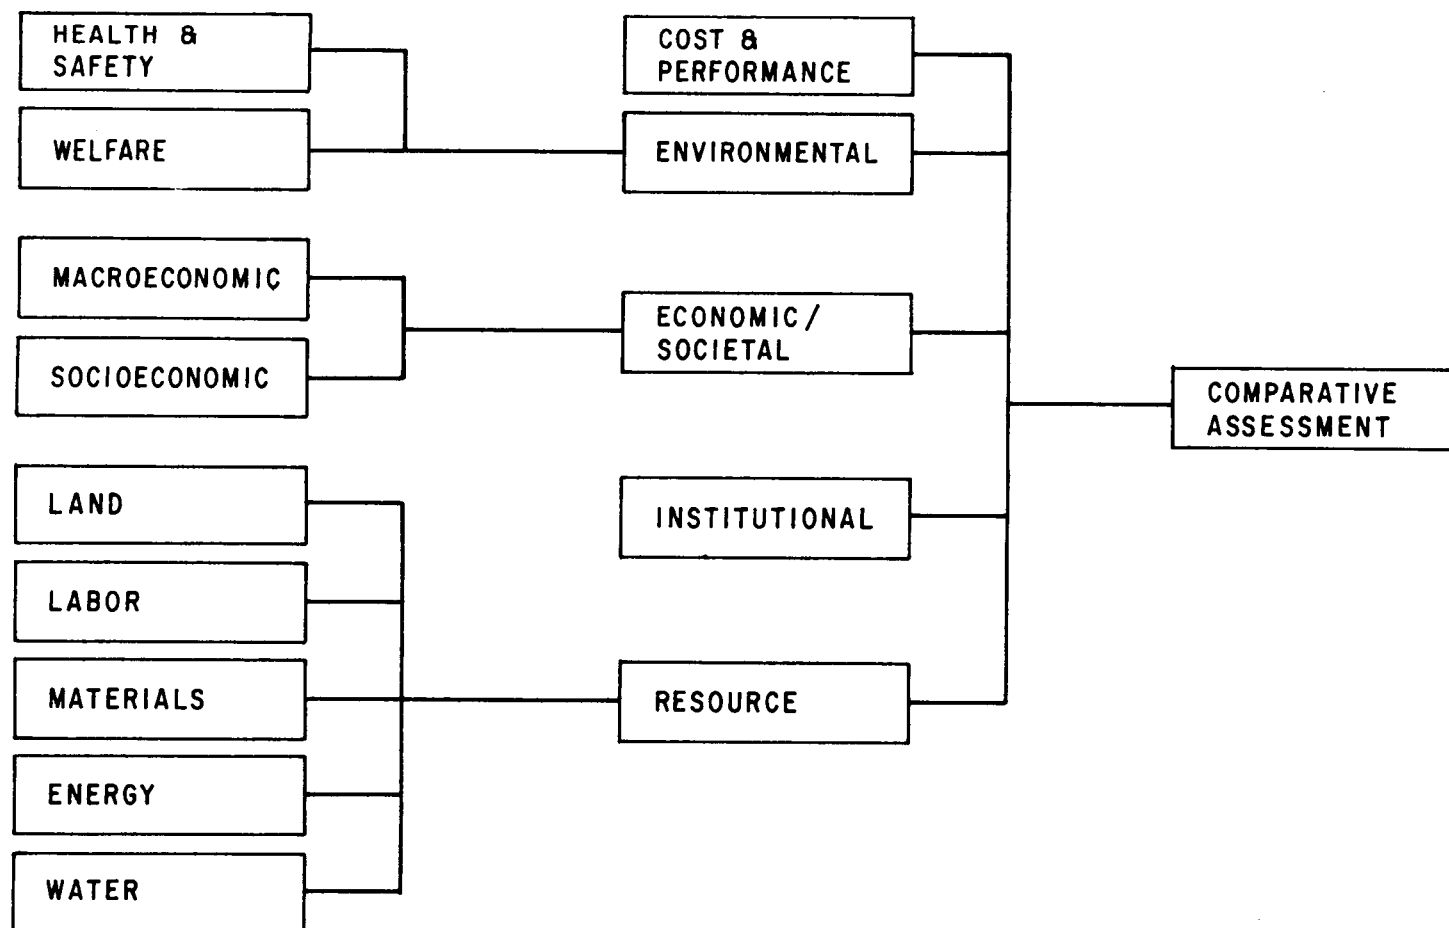 HEALTH &
SAFETY
WELFARE
MACROECONOMIC
SOCIOECONOMIC
LAND
LABOR
MATERIALS
ENERGY
WATER
COST &
PERFORMANCE
ENVIRONMENTAL
ECONOMIC/
SOCIETAL
INSTITUTIONAL
RESOURCE
COMPARATIVE
ASSESSMENT